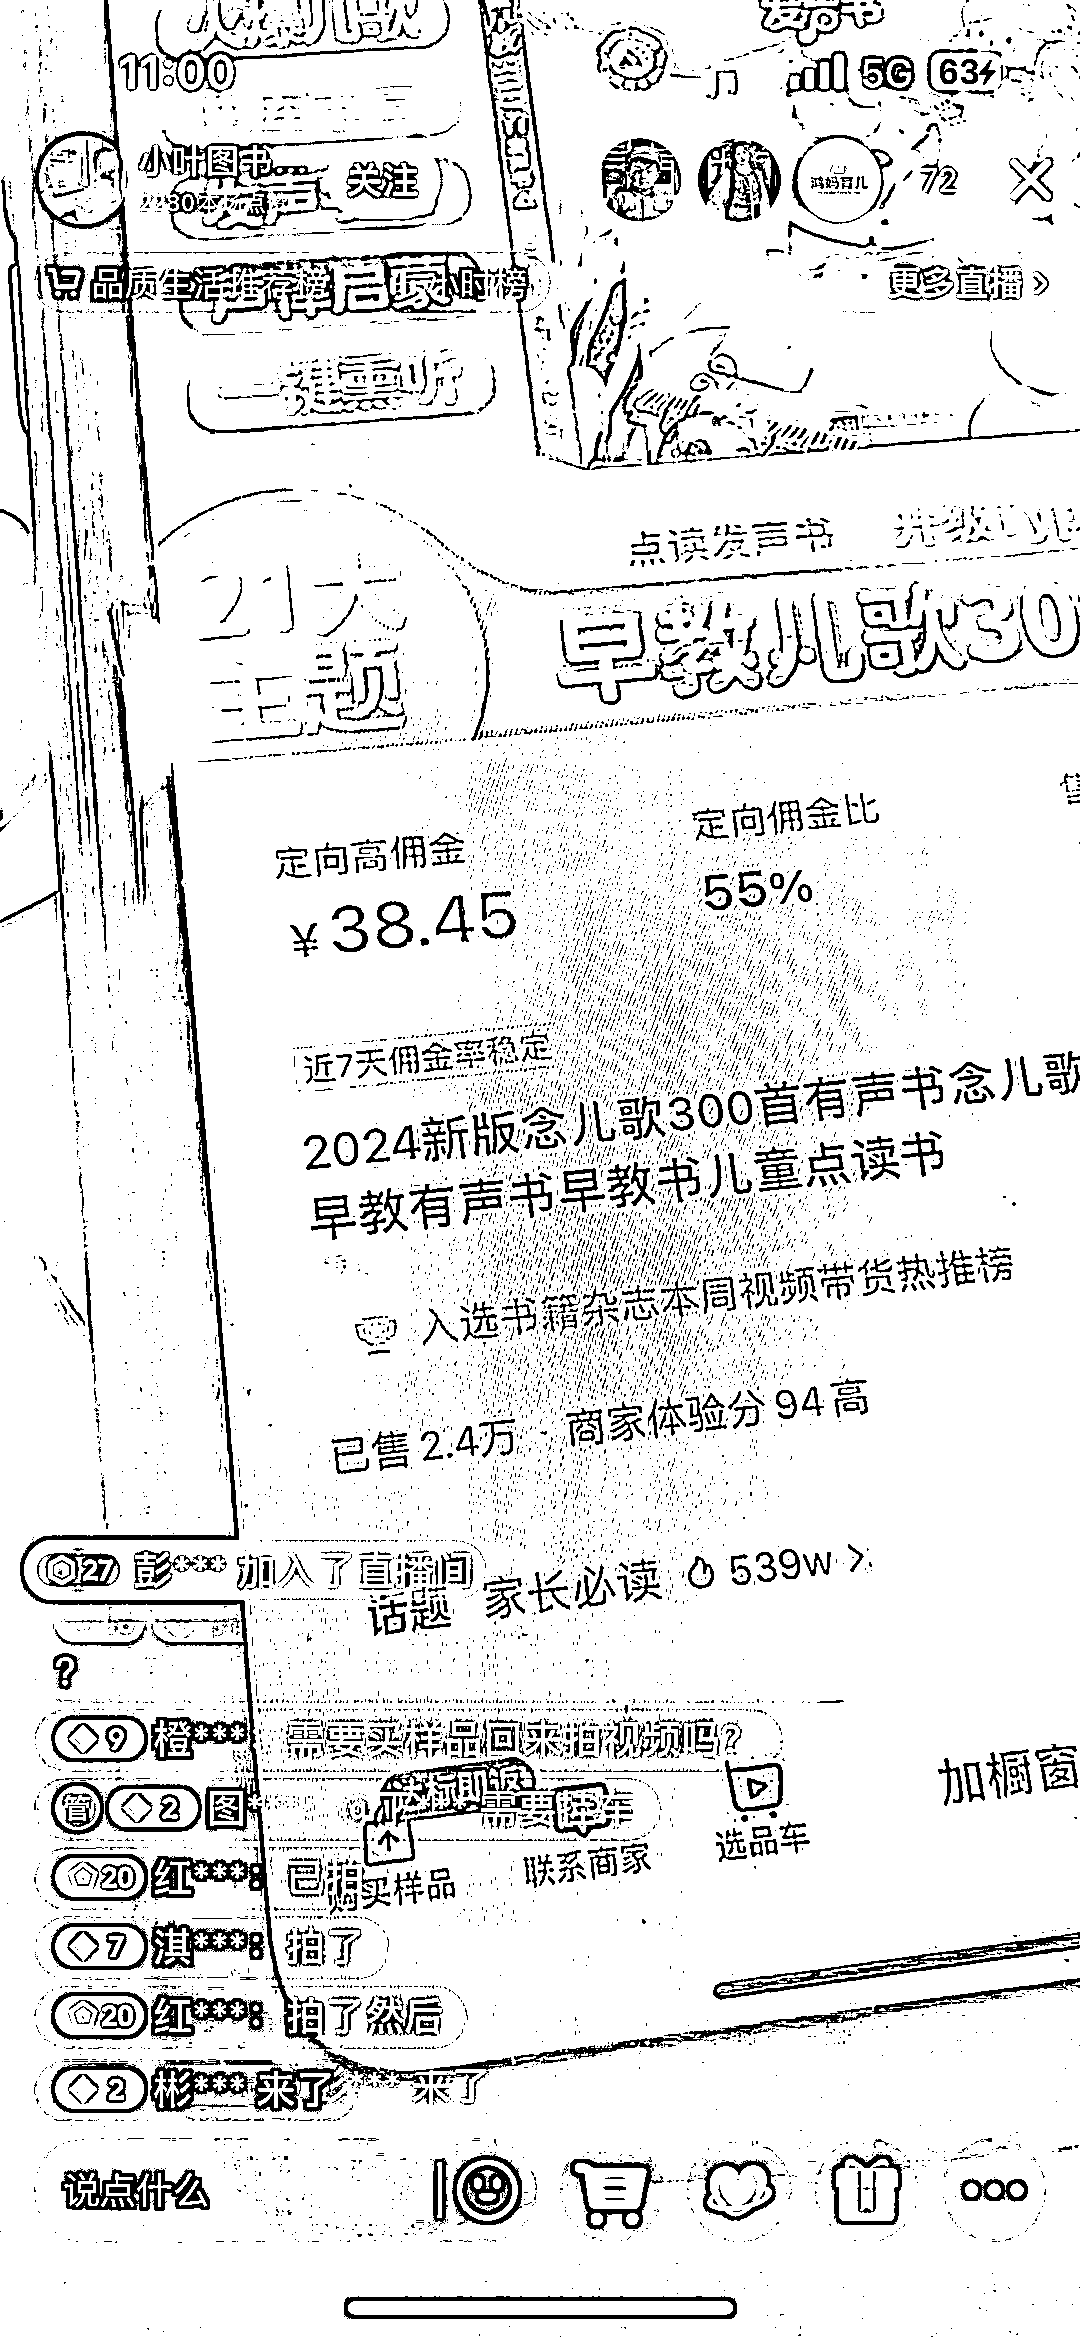 11:00
5G
63
小叶图书...
关注
鸿妈育儿
72
品质生活推荐榜
小时榜
更多直播
一键重听
21大
主题
点读发声书
早教儿歌30
定向高佣金
定向佣金比
¥38.45
55%
近7天佣金率稳定
2024新版念儿歌300首有声书念儿歌
早教有声书早教书儿童点读书
入选书籍杂志本周视频带货热推榜
已售 2.4万 · 商家体验分 94 高
27 彭*** 加入了直播间
话题 家长必读 539w >
?
9 橙*** 需要买样品回来拍视频吗?
管 2 图*
需要
选品车
加橱窗
联系商家
购买样品
20 红***: 已拍
7 淇***: 拍了
20 红***: 拍了然后
2 彬*** 来了
来了
说点什么